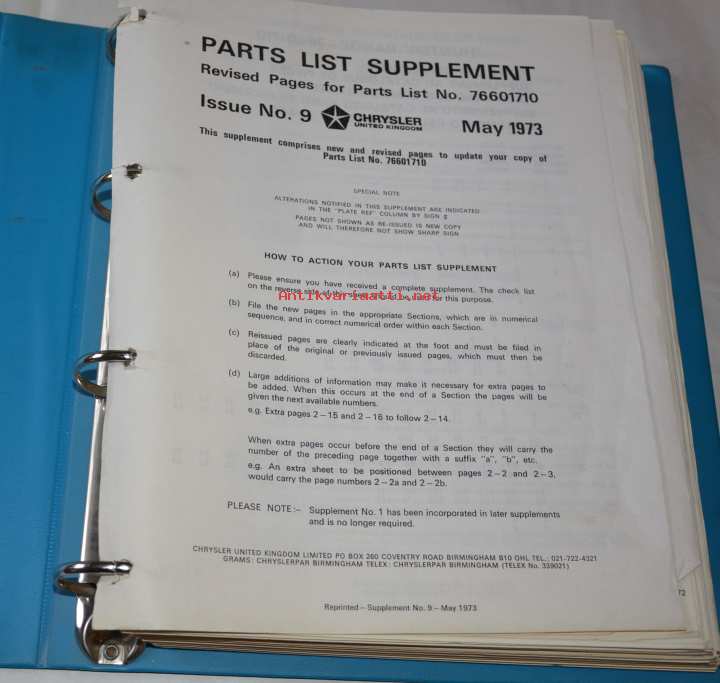 PARTS LIST SUPPLEMENT
Revised Pages for Parts List No. 76601710
Issue No. 9 CHRYSLER UNITED KINGDOM May 1973
This supplement comprises new and revised pages to update your copy of
Parts List No. 76601710
SPECIAL NOTE
ALTERATIONS NOTIFIED IN THIS SUPPLEMENT ARE INDICATED
IN THE "PLATE REF" COLUMN BY SIGN
PAGES NOT SHOWN AS RE-ISSUED IS NEW COPY
AND WILL THEREFORE NOT SHOW SHARP SIGN
HOW TO ACTION YOUR PARTS LIST SUPPLEMENT
(a) Please ensure you have received a complete supplement. The check list
on the reverse side of this for this purpose.
Antikvariaatti.net
(b) File the new pages in the appropriate Sections, which are in numerical
sequence, and in correct numerical order within each Section.
(c) Reissued pages are clearly indicated at the foot and must be filed in
place of the original or previously issued pages, which must then be
discarded.
(d) Large additions of information may make it necessary for extra pages to
be added. When this occurs at the end of a Section the pages will be
given the next available numbers.
e.g. Extra pages 2–15 and 2–16 to follow 2–14.
When extra pages occur before the end of a Section they will carry the
number of the preceding page together with a suffix "a", "b", etc.
e.g. An extra sheet to be positioned between pages 2–2 and 2–3,
would carry the page numbers 2–2a and 2–2b.
PLEASE NOTE:– Supplement No. 1 has been incorporated in later supplements
and is no longer required.
CHRYSLER UNITED KINGDOM LIMITED PO BOX 260 COVENTRY ROAD BIRMINGHAM B10 OHL TEL.: 021-722-4321
GRAMS: CHRYSLERPAR BIRMINGHAM TELEX: CHRYSLERPAR BIRMINGHAM (TELEX No. 339021)
72
Reprinted – Supplement No. 9 – May 1973